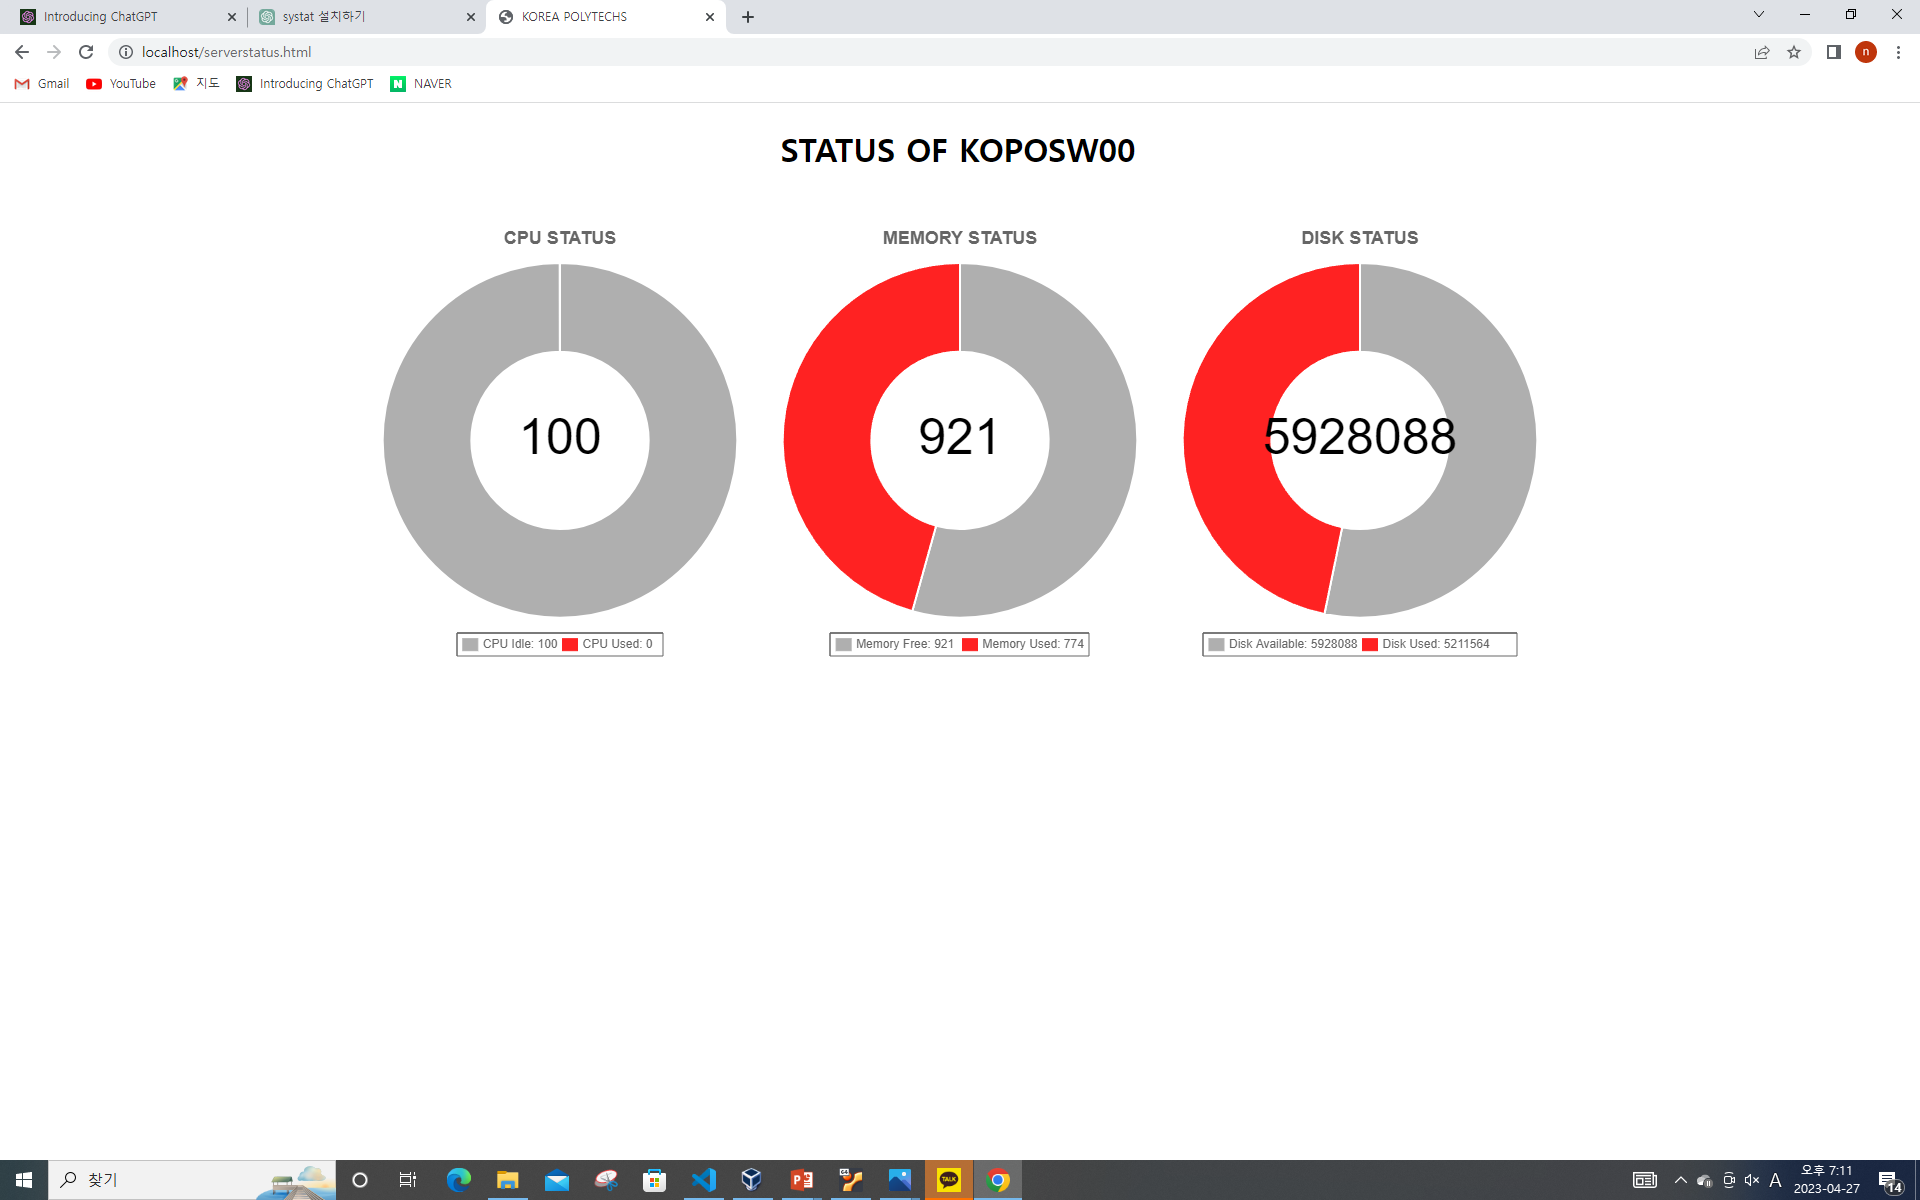 Introducing ChatGPT
systat 설치하기
KOREA POLYTECHS
localhost/serverstatus.html
n
Gmail
YouTube
지도
Introducing ChatGPT
N
NAVER
STATUS OF KOPOSW00
CPU STATUS
MEMORY STATUS
DISK STATUS
100
921
5928088
CPU Idle: 100
CPU Used: 0
Memory Free: 921
Memory Used: 774
Disk Available: 5928088
Disk Used: 5211564
찾기
TALK
A
오후 7:11
2023-04-27
14